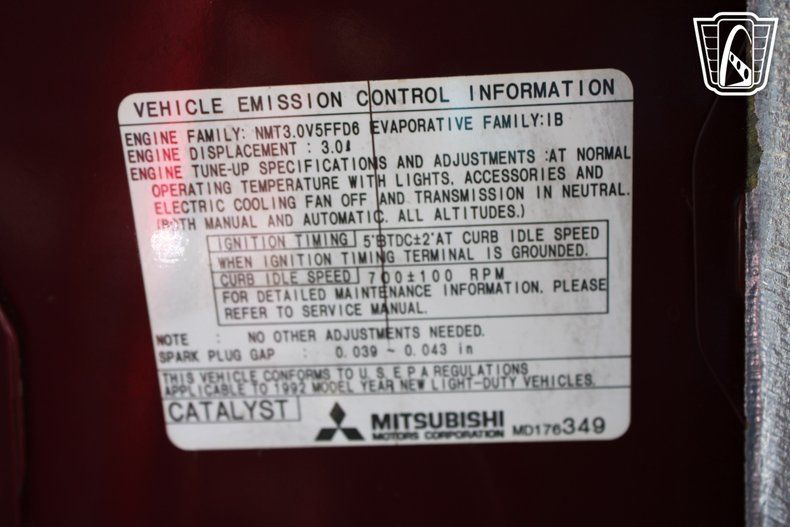 VEHICLE EMISSION CONTROL INFORMATION
ENGINE FAMILY: NMT3.0V5FFD6 EVAPORATIVE FAMILY:IB
ENGINE DISPLACEMENT : 3.0ℓ
ENGINE TUNE-UP SPECIFICATIONS AND ADJUSTMENTS :AT NORMAL
OPERATING TEMPERATURE WITH LIGHTS, ACCESSORIES AND
ELECTRIC COOLING FAN OFF AND TRANSMISSION IN NEUTRAL.
(BOTH MANUAL AND AUTOMATIC. ALL ALTITUDES.)
IGNITION TIMING 5°BTDC±2°AT CURB IDLE SPEED
WHEN IGNITION TIMING TERMINAL IS GROUNDED.
CURB IDLE SPEED 700±100 RPM
FOR DETAILED MAINTENANCE INFORMATION, PLEASE
REFER TO SERVICE MANUAL.
NOTE : NO OTHER ADJUSTMENTS NEEDED.
SPARK PLUG GAP : 0.039 ~ 0.043 in
THIS VEHICLE CONFORMS TO U.S.EPA REGULATIONS
APPLICABLE TO 1992 MODEL YEAR NEW LIGHT-DUTY VEHICLES.
CATALYST
MITSUBISHI
MOTORS CORPORATION MD176349